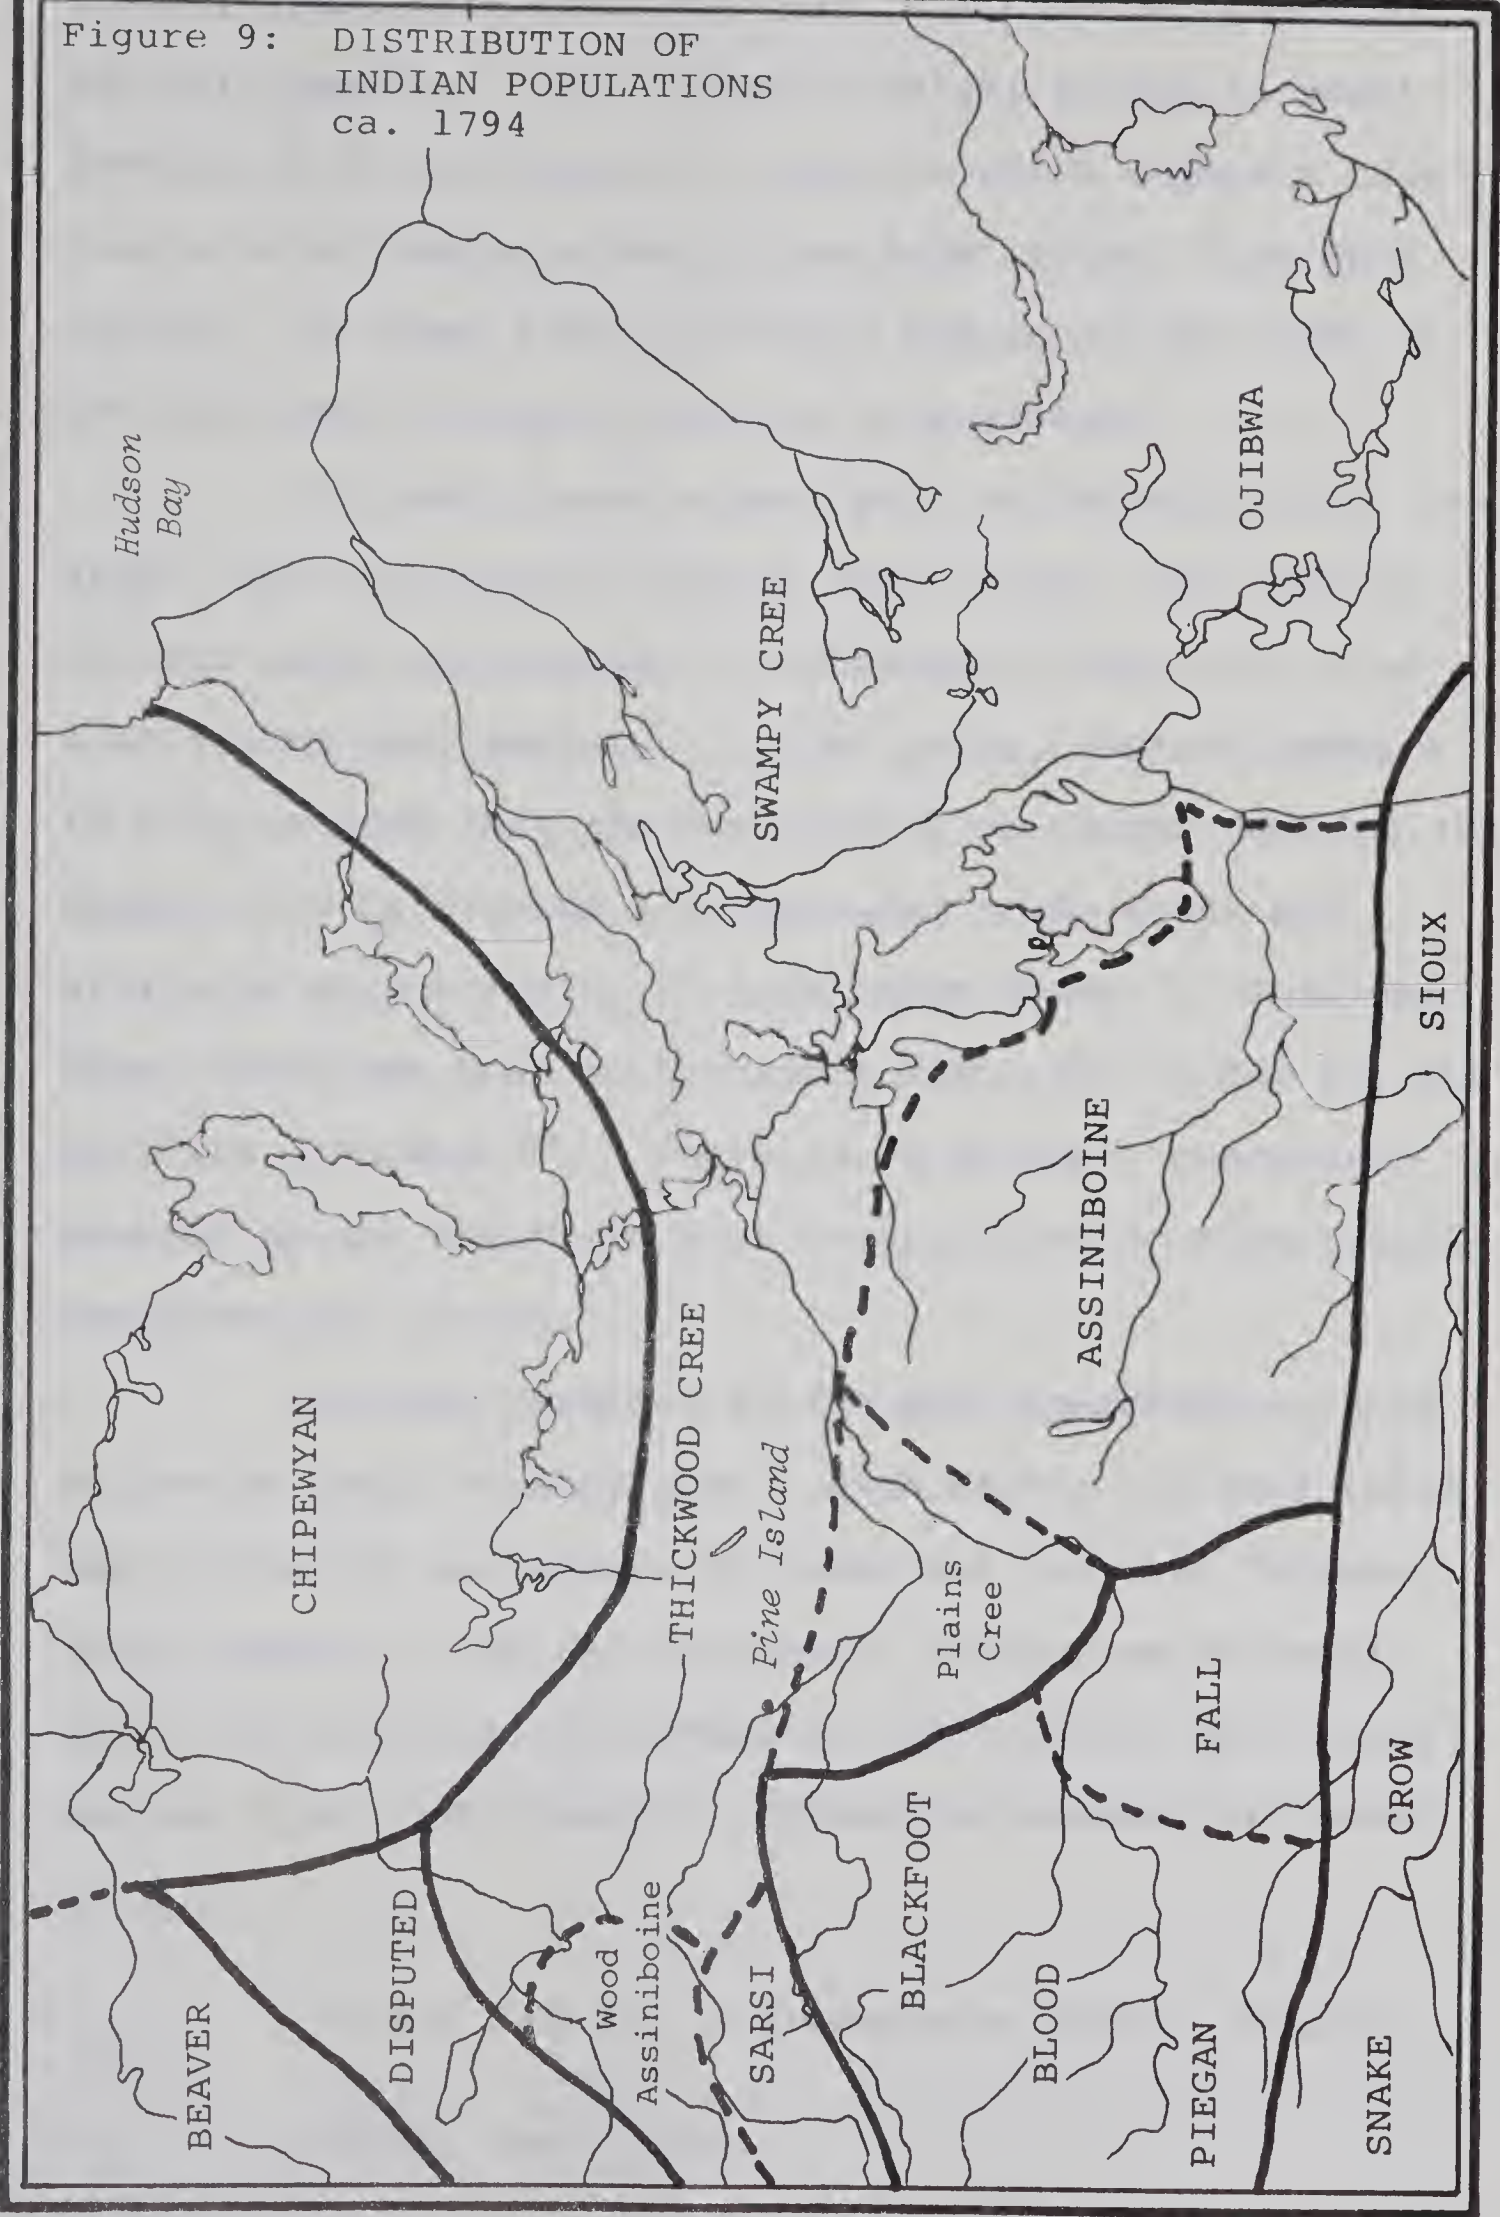 Figure 9: DISTRIBUTION OF
INDIAN POPULATIONS
ca. 1794
Hudson
Bay
CHIPEWYAN
BEAVER
DISPUTED
THICKWOOD CREE
Pine Island
SWAMPY CREE
OJIBWA
Wood
Assiniboine
SARSI
Plains
Cree
ASSINIBOINE
BLACKFOOT
BLOOD
PIEGAN
FALL
SIOUX
CROW
SNAKE